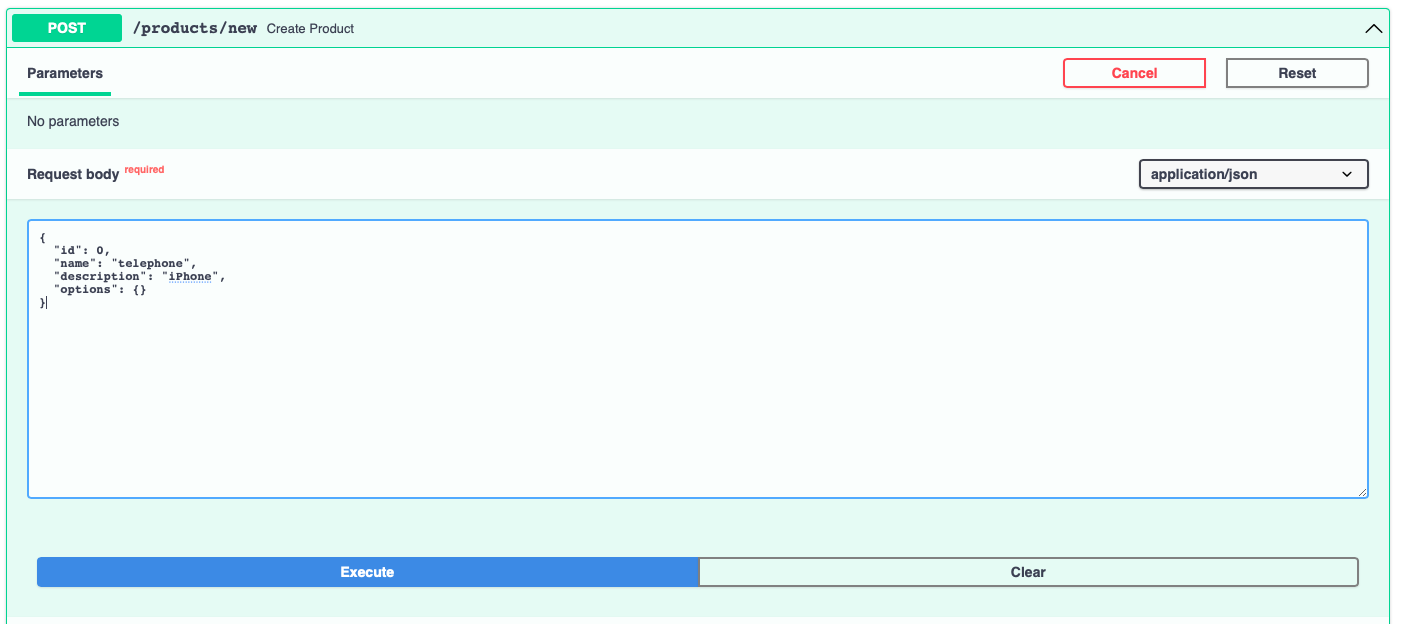 POST /products/new Create Product
Parameters Cancel Reset
No parameters
Request body required application/json
{
"id": 0,
"name": "telephone",
"description": "iPhone",
"options": {}
}
Execute Clear